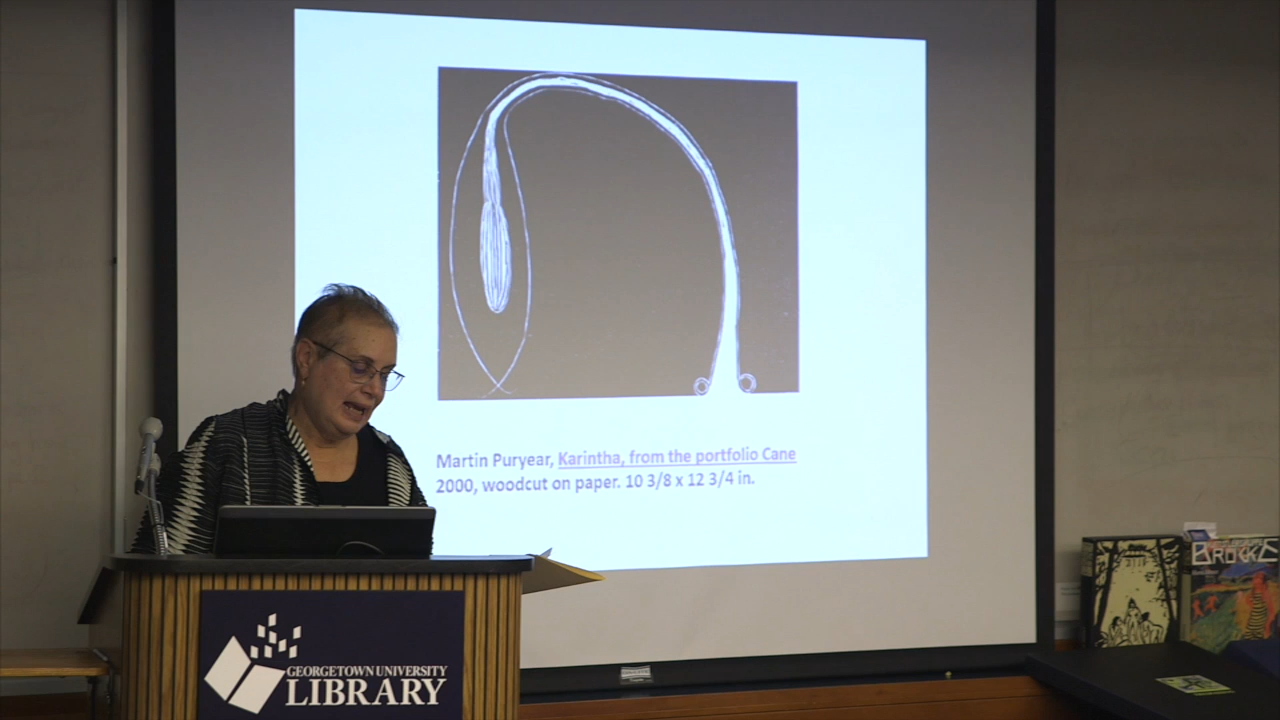 Martin Puryear, Karintha, from the portfolio Cane
2000, woodcut on paper. 10 3/8 x 12 3/4 in.
GEORGETOWN UNIVERSITY
LIBRARY